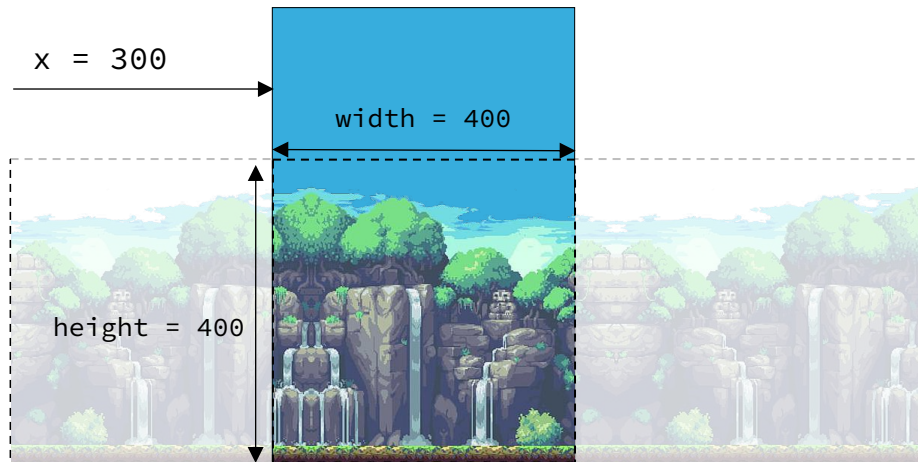 x = 300
width = 400
height = 400